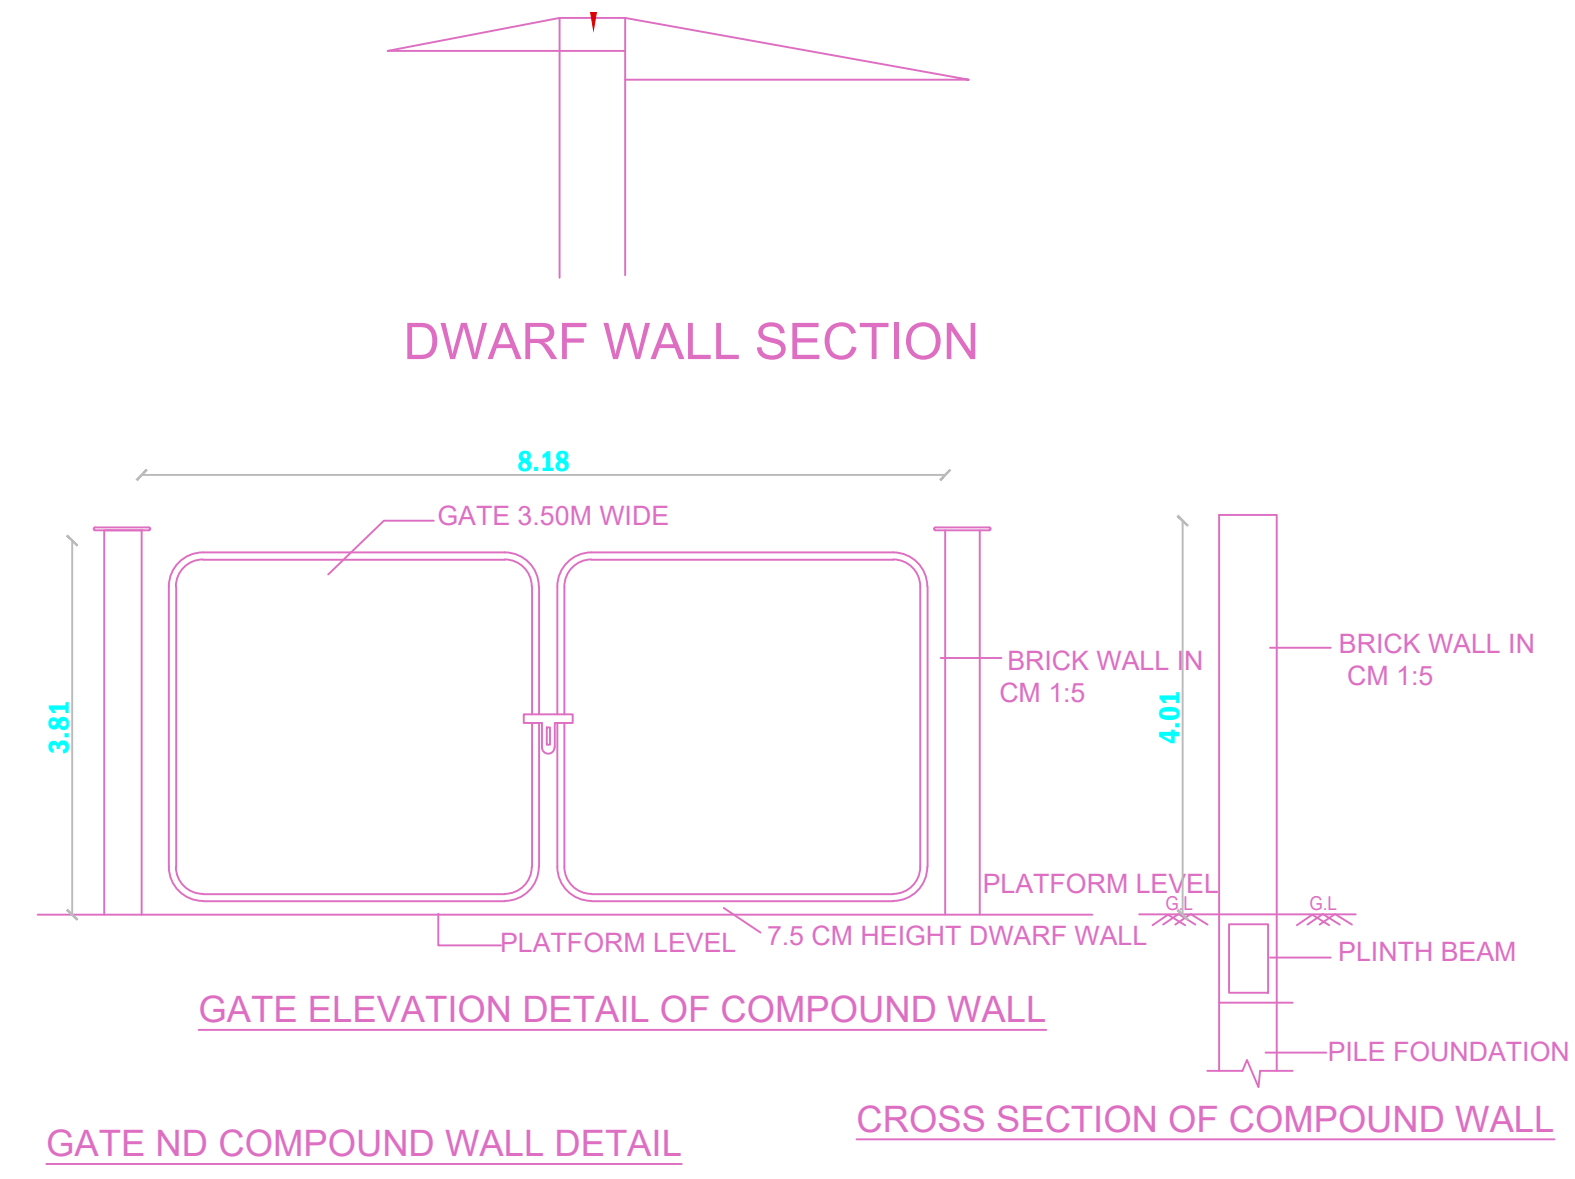 DWARF WALL SECTION
8.18
GATE 3.50M WIDE
3.81
BRICK WALL IN
CM 1:5
4.01
BRICK WALL IN
CM 1:5
PLATFORM LEVEL
G.L
G.L
PLATFORM LEVEL
7.5 CM HEIGHT DWARF WALL
PLINTH BEAM
GATE ELEVATION DETAIL OF COMPOUND WALL
PILE FOUNDATION
CROSS SECTION OF COMPOUND WALL
GATE ND COMPOUND WALL DETAIL